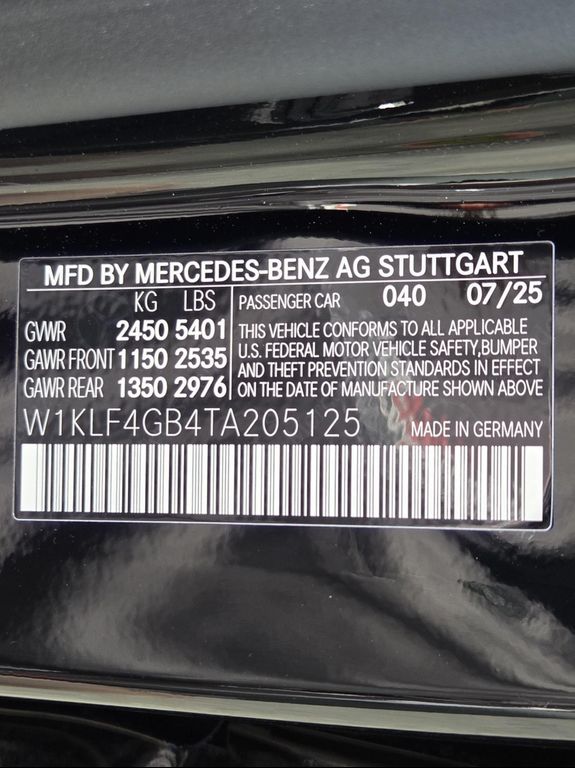 MFD BY MERCEDES-BENZ AG STUTTGART
KG LBS
GVWR 2450 5401
GAWR FRONT 1150 2535
GAWR REAR 1350 2976
PASSENGER CAR 040 07/25
THIS VEHICLE CONFORMS TO ALL APPLICABLE
U.S. FEDERAL MOTOR VEHICLE SAFETY,BUMPER
AND THEFT PREVENTION STANDARDS IN EFFECT
ON THE DATE OF MANUFACTURE SHOWN ABOVE
W1KLF4GB4TA205125
MADE IN GERMANY